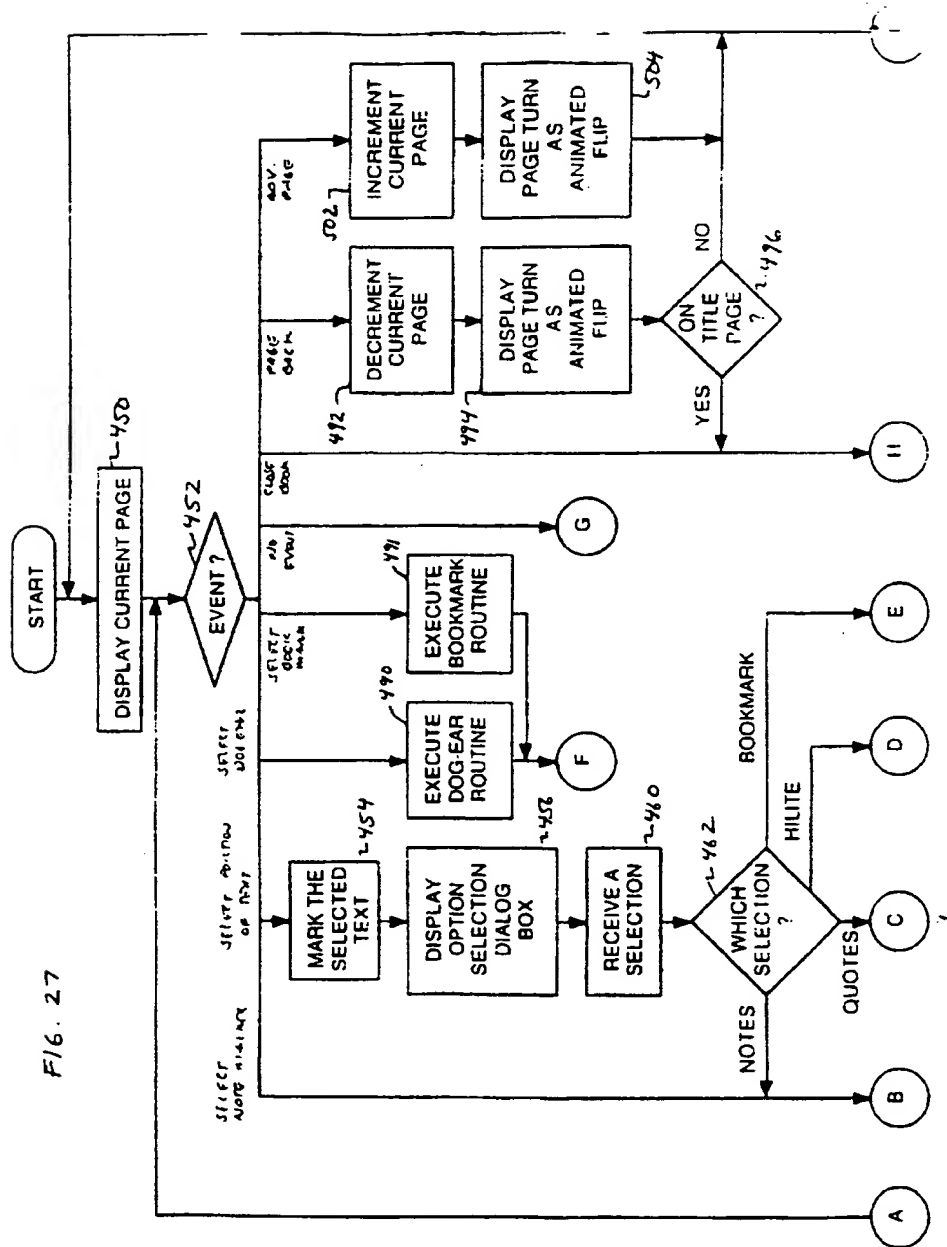 FIG. 27
START
DISPLAY CURRENT PAGE
450
EVENT ?
452
SELECT
SELECT PORTION
OF TEXT
SELECT
DOG EAR
SELECT
BOOK
MARK
NO
EVENT
CLOSE
BOOK
PAGE
BACK
ADV.
PAGE
MARK THE
SELECTED
TEXT
454
DISPLAY
OPTION
SELECTION
DIALOG
BOX
RECEIVE A
SELECTION
460
WHICH
SELECTION
?
462
NOTES
QUOTES
HILITE
BOOKMARK
EXECUTE
DOG-EAR
ROUTINE
490
EXECUTE
BOOKMARK
ROUTINE
491
DECREMENT
CURRENT
PAGE
492
DISPLAY
PAGE TURN
AS
ANIMATED
FLIP
494
ON
TITLE
PAGE
?
496
YES
NO
INCREMENT
CURRENT
PAGE
502
DISPLAY
PAGE TURN
AS
ANIMATED
FLIP
504
A
B
C
D
E
F
G
H